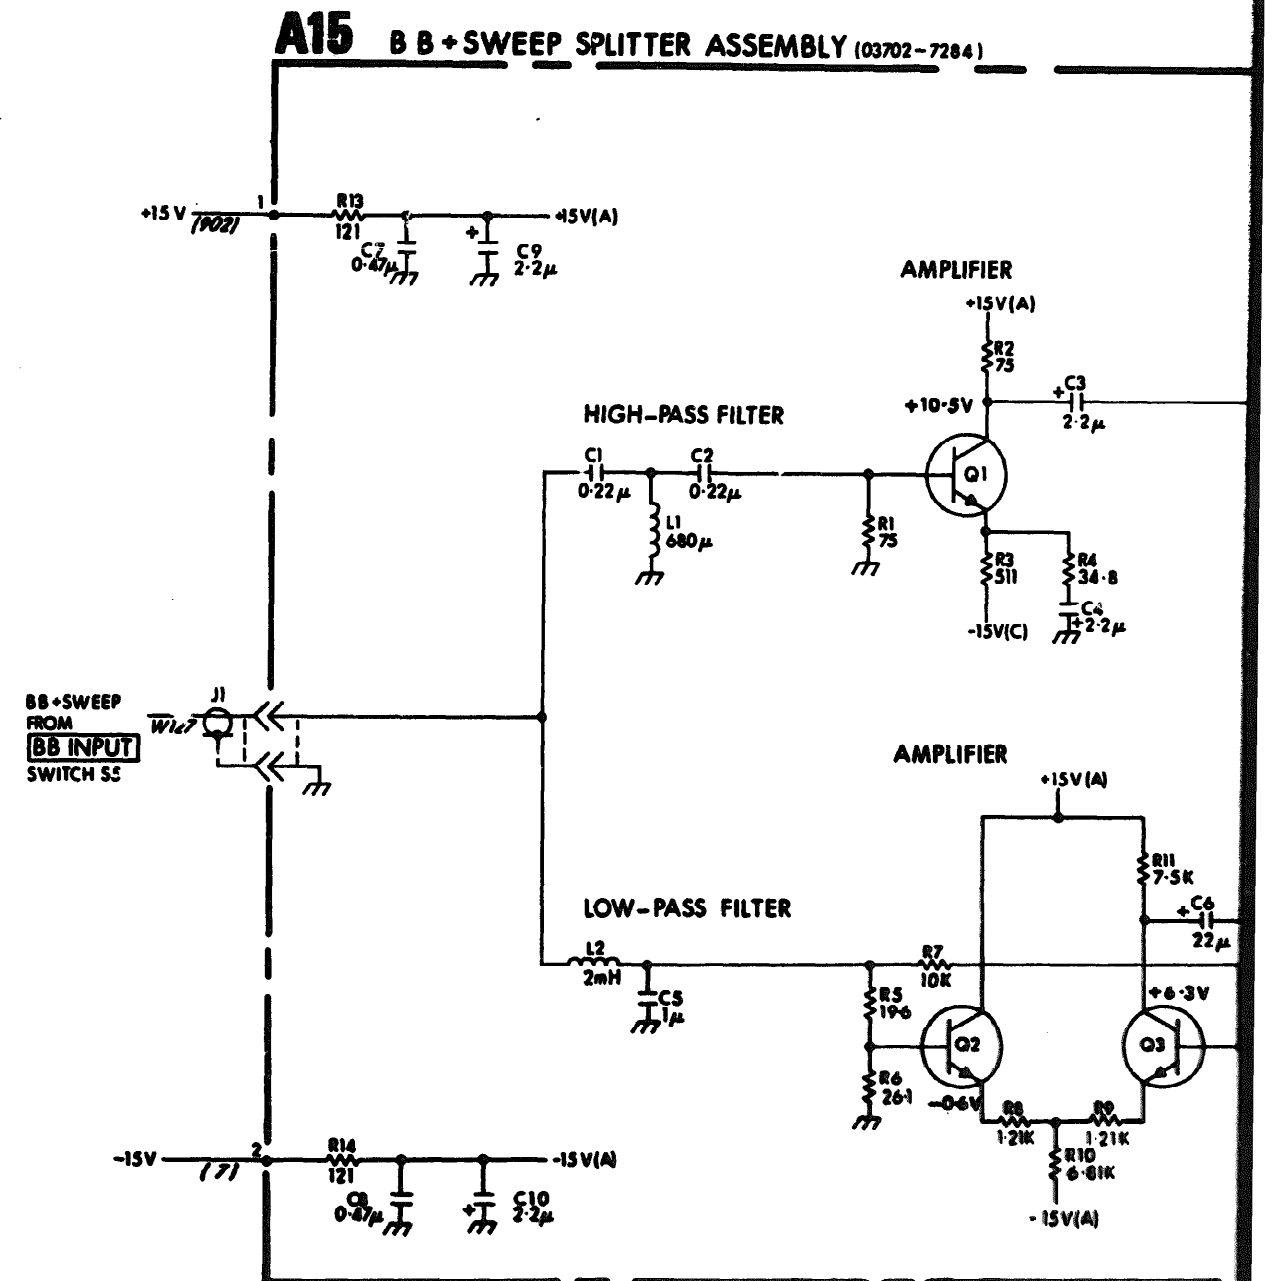 A15 BB+SWEEP SPLITTER ASSEMBLY (03702-7284)
+15V
(902)
1
R13
121
C7
0.47µ
+
C9
2.2µ
+15V(A)
AMPLIFIER
+15V(A)
R2
75
+10.5V
+
C3
2.2µ
HIGH-PASS FILTER
C1
0.22µ
C2
0.22µ
L1
680µ
R1
75
Q1
R3
511
R4
34.8
C4
+2.2µ
-15V(C)
BB+SWEEP
FROM
BB INPUT
SWITCH S5
J1
AMPLIFIER
+15V(A)
R11
7.5K
+
C6
22µ
LOW-PASS FILTER
L2
2mH
C5
1µ
R7
10K
R5
196
+6.3V
Q2
Q3
R6
26.1
-0.6V
R8
1.21K
R9
1.21K
R10
6.81K
-15V(A)
-15V
(7)
2
R14
121
C8
0.47µ
+
C10
2.2µ
-15V(A)